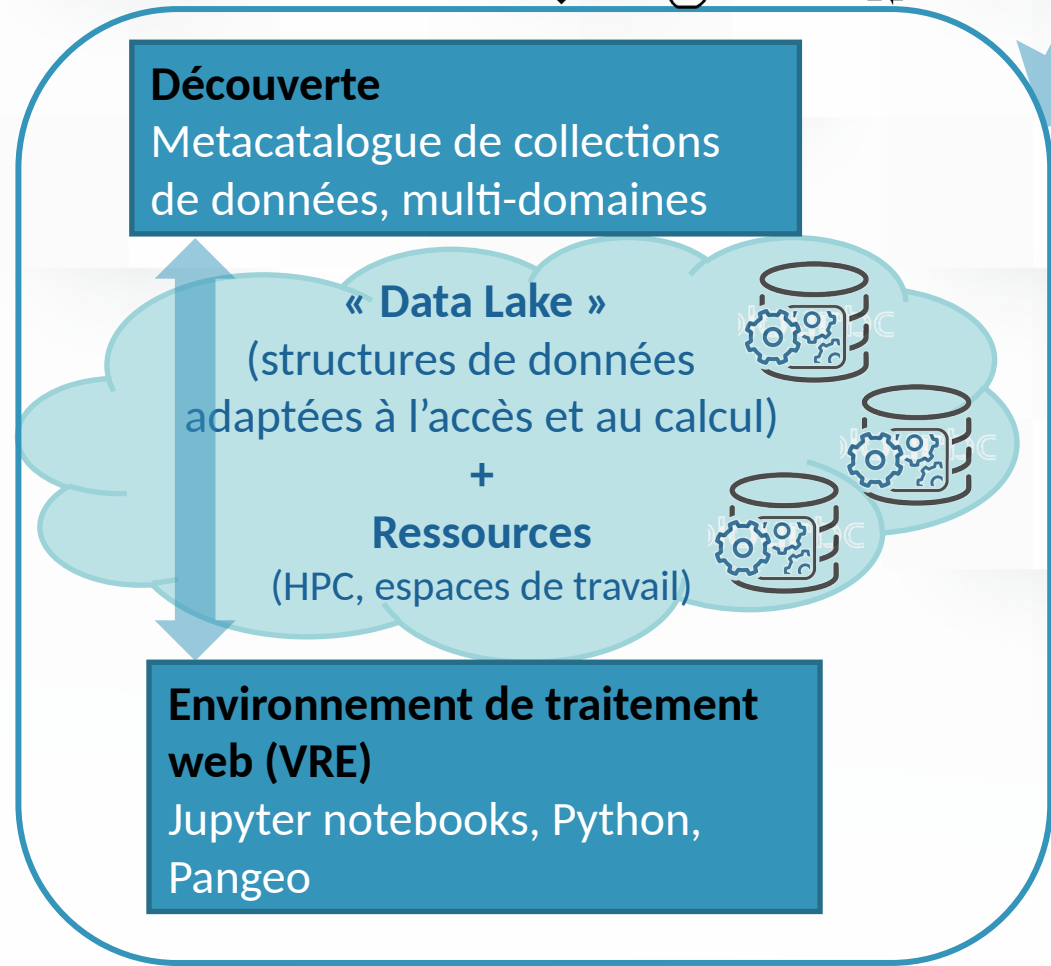 Découverte
Metacatalogue de collections
de données, multi-domaines
« Data Lake »
(structures de données
adaptées à l’accès et au calcul)
+
Ressources
(HPC, espaces de travail)
Environnement de traitement
web (VRE)
Jupyter notebooks, Python,
Pangeo